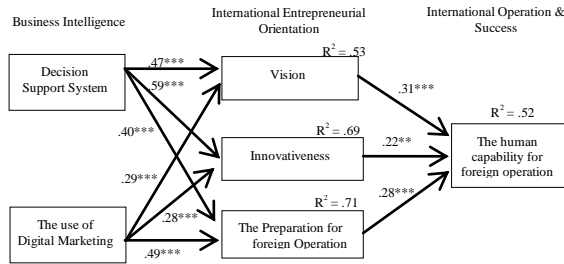 Business Intelligence
International Entrepreneurial
Orientation
International Operation &
Success
Decision
Support System
The use of
Digital Marketing
.47***
.59***
.40***
.29***
.28***
.49***
R² = .53
Vision
R² = .69
Innovativeness
R² = .71
The Preparation for
foreign Operation
.31***
.22**
.28***
R² = .52
The human
capability for
foreign operation